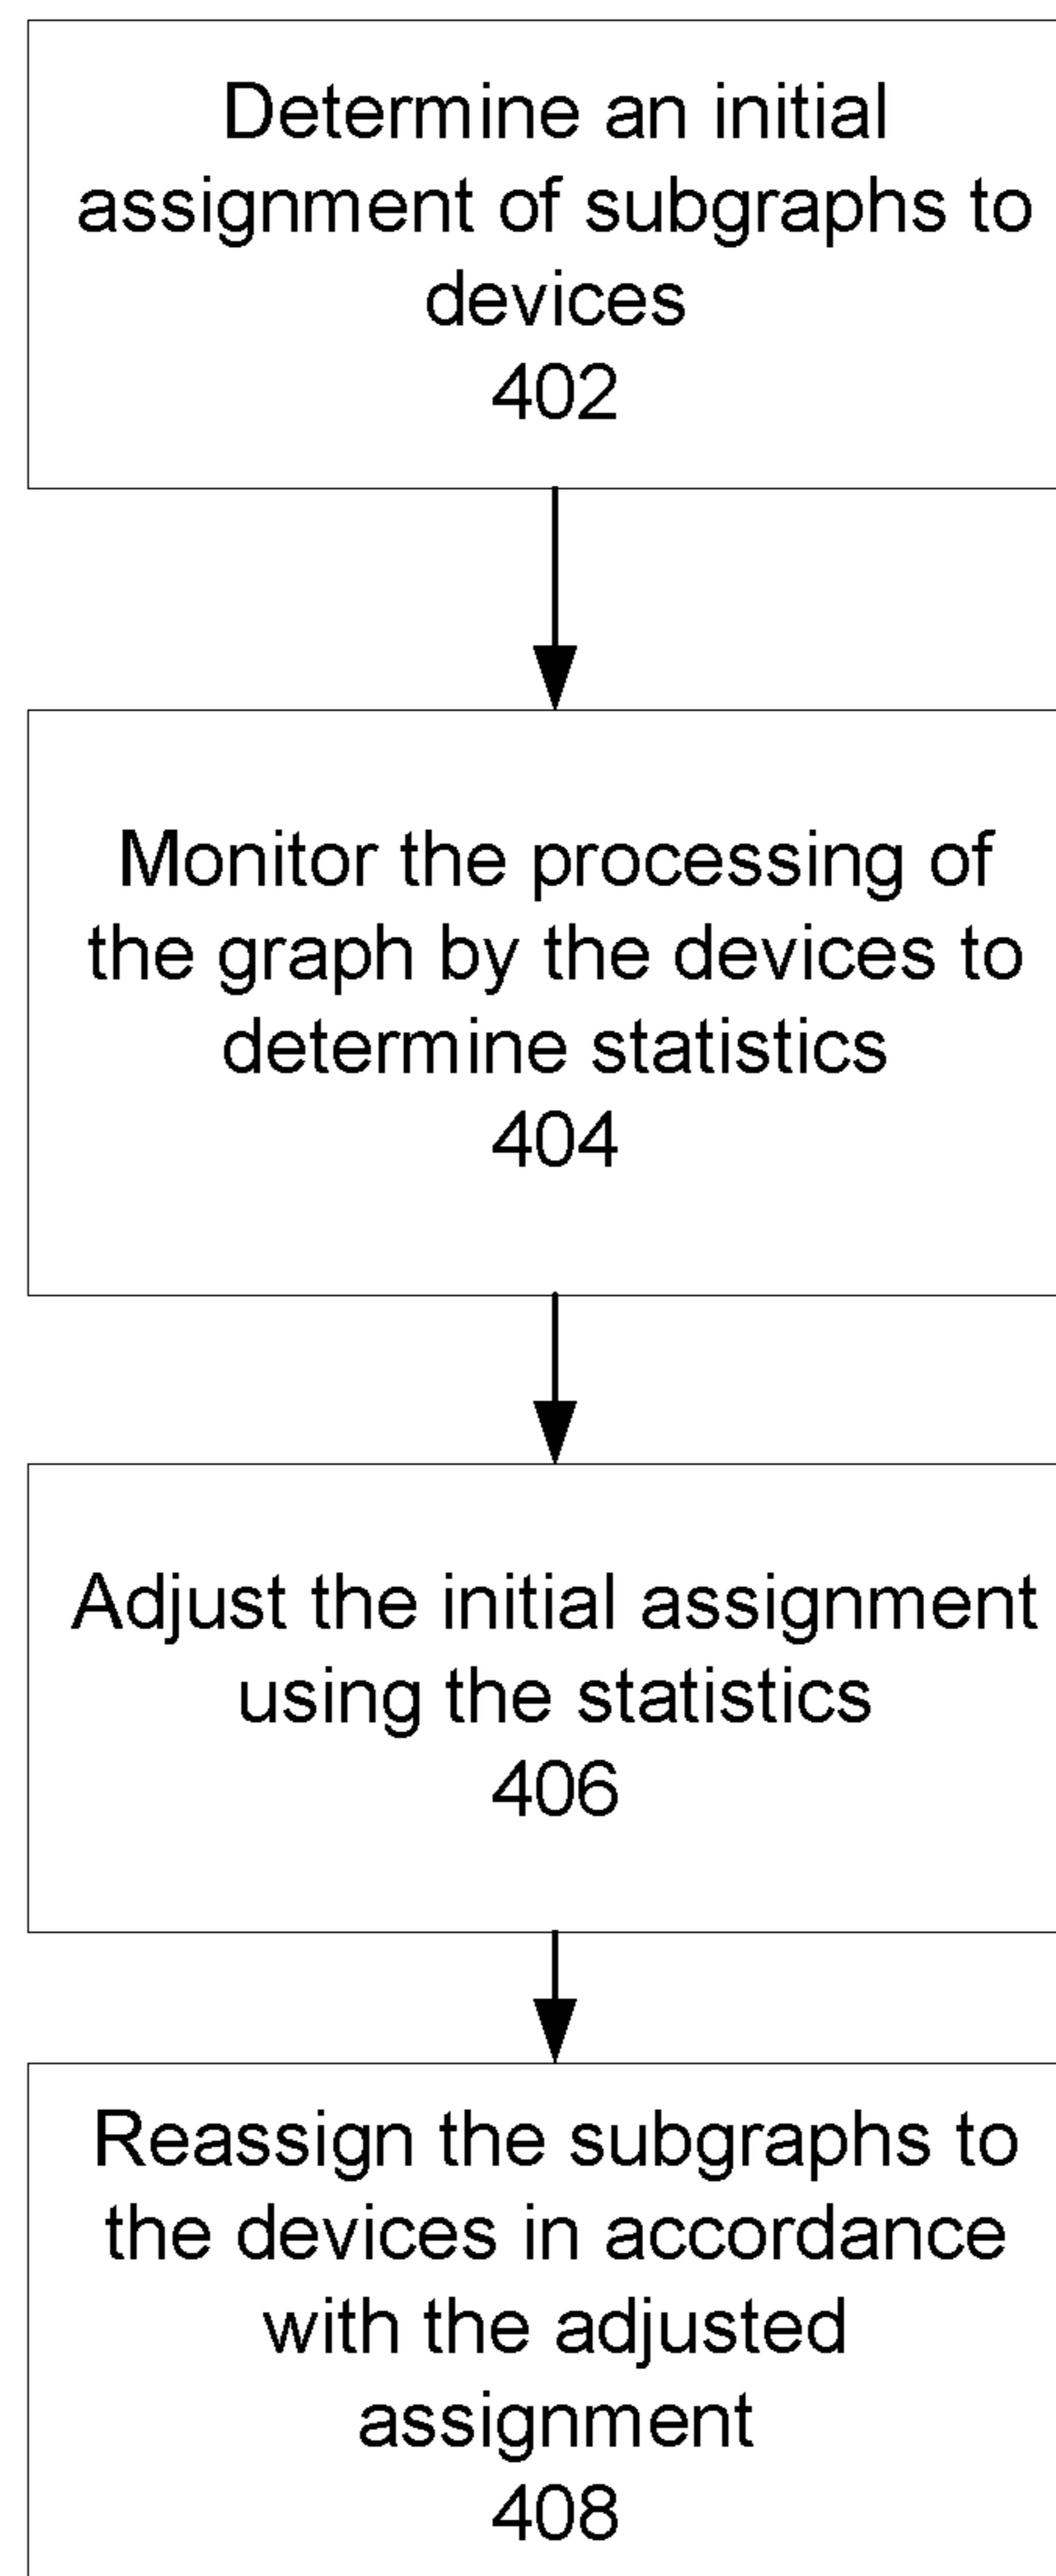 Determine an initial
assignment of subgraphs to
devices
402
Monitor the processing of
the graph by the devices to
determine statistics
404
Adjust the initial assignment
using the statistics
406
Reassign the subgraphs to
the devices in accordance
with the adjusted
assignment
408